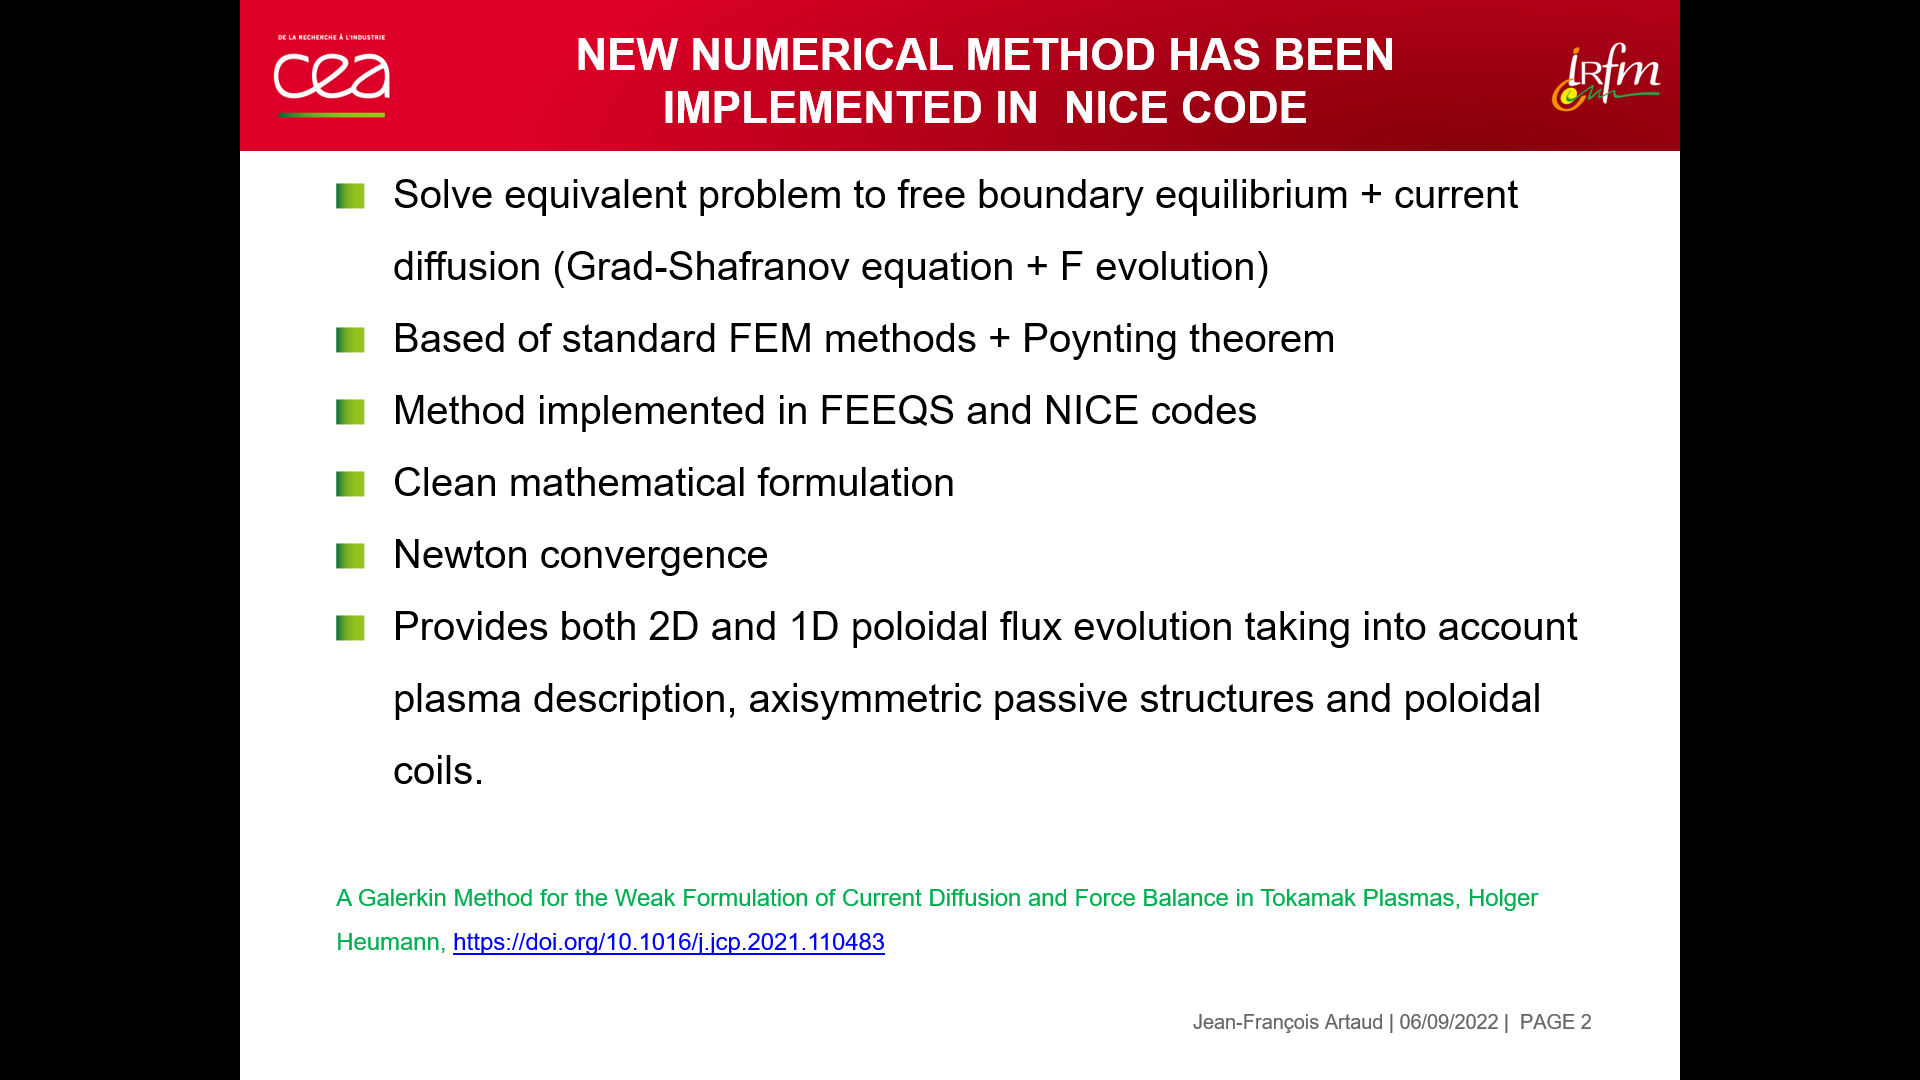 DE LA RECHERCHE À L'INDUSTRIE
cea
NEW NUMERICAL METHOD HAS BEEN
IMPLEMENTED IN  NICE CODE
irfm
Solve equivalent problem to free boundary equilibrium + current
diffusion (Grad-Shafranov equation + F evolution)
Based of standard FEM methods + Poynting theorem
Method implemented in FEEQS and NICE codes
Clean mathematical formulation
Newton convergence
Provides both 2D and 1D poloidal flux evolution taking into account
plasma description, axisymmetric passive structures and poloidal
coils.
A Galerkin Method for the Weak Formulation of Current Diffusion and Force Balance in Tokamak Plasmas, Holger
Heumann, https://doi.org/10.1016/j.jcp.2021.110483
Jean-François Artaud | 06/09/2022 |  PAGE 2